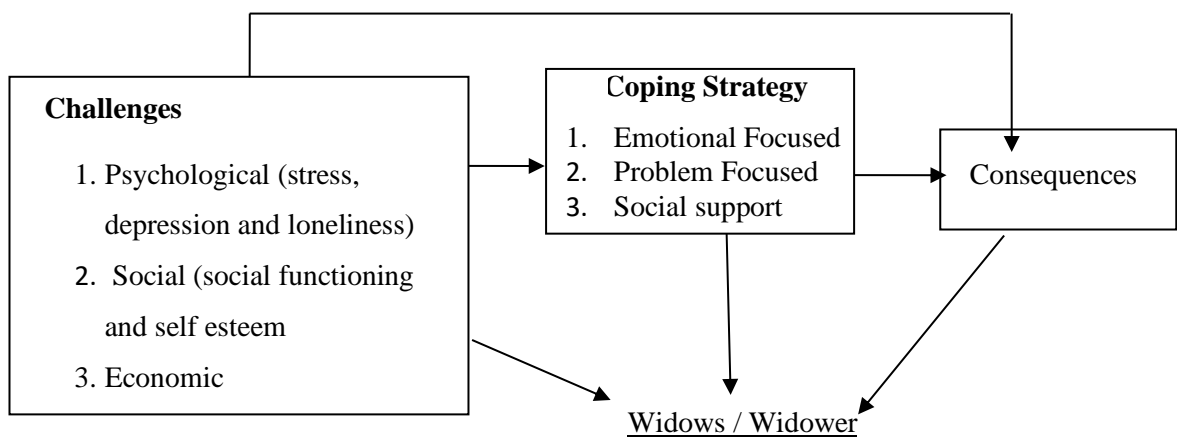 Challenges
1. Psychological (stress,
depression and loneliness)
2. Social (social functioning
and self esteem
3. Economic
Coping Strategy
1. Emotional Focused
2. Problem Focused
3. Social support
Consequences
Widows / Widower